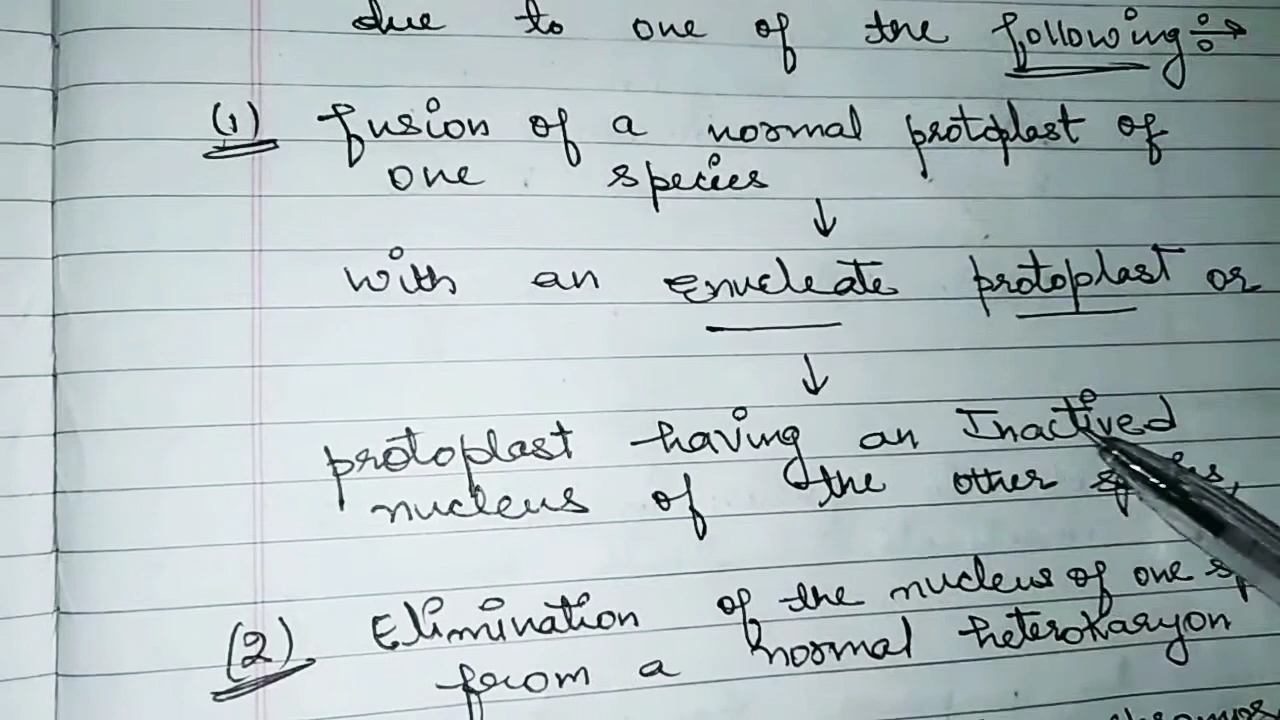 due to one of the following ÷→
(1) fusion of a normal protoplast of
one species
↓
with an Enucleate protoplast or
↓
protoplast having an Inactived
nucleus of the other
(2) Elimination of the nucleus of one
from a normal heterokaryon